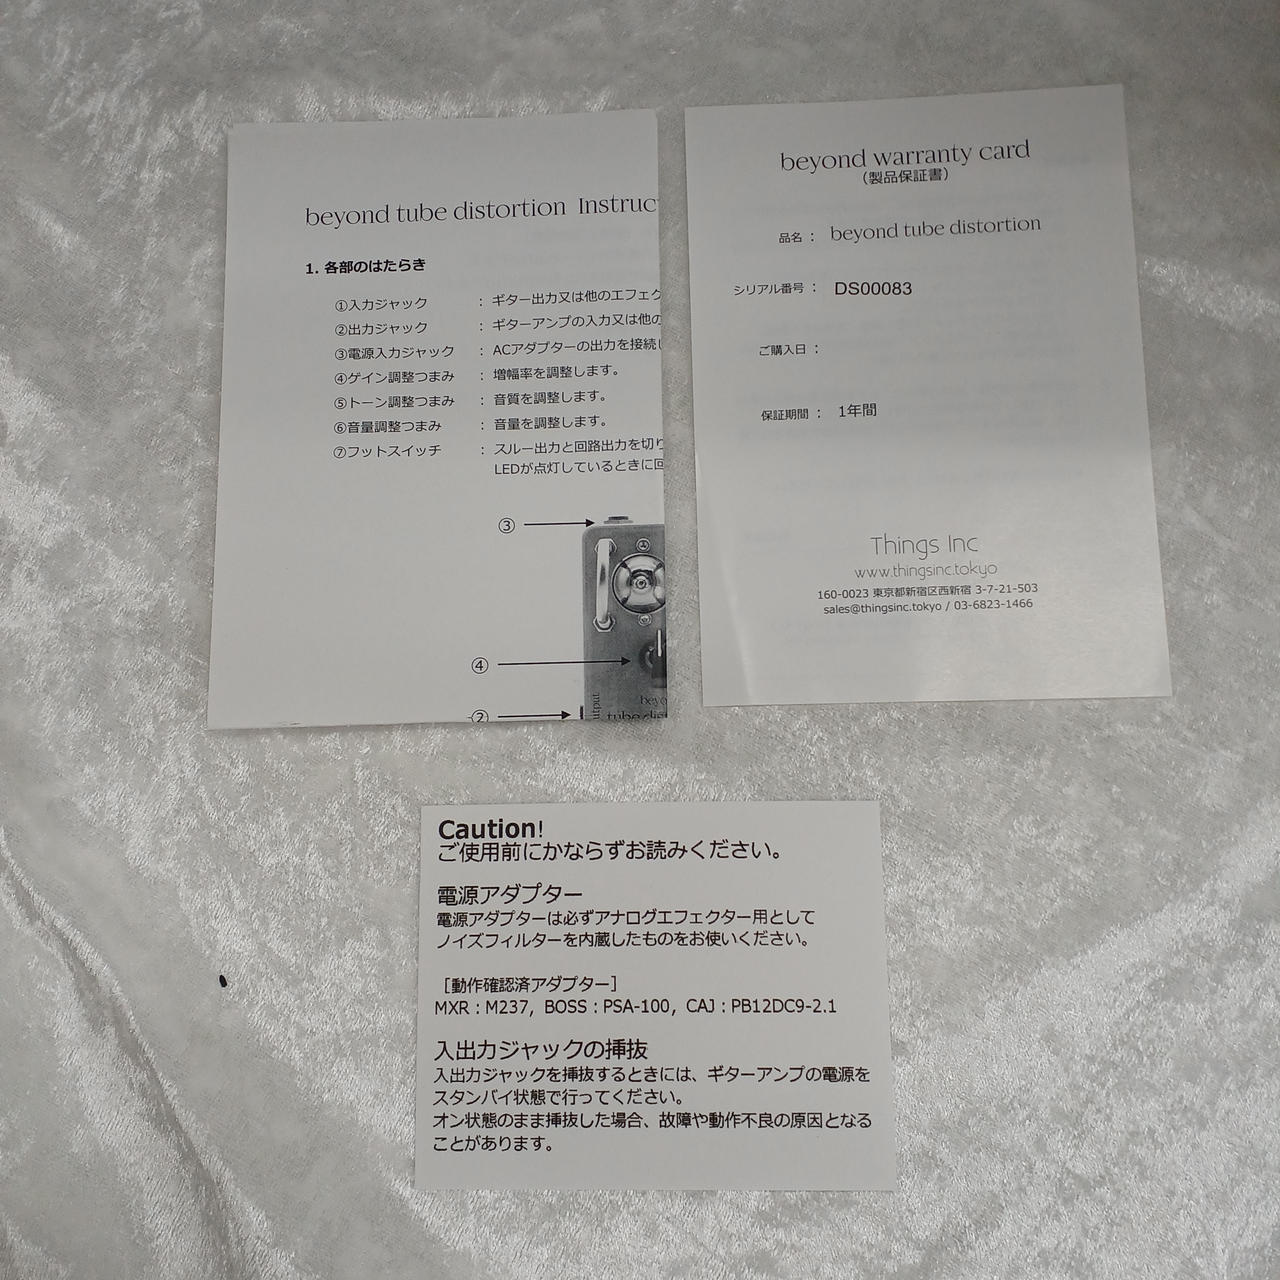 beyond tube distortion Instruc
1. 各部のはたらき
①入力ジャック : ギター出力又は他のエフェク
②出力ジャック : ギターアンプの入力又は他の
③電源入力ジャック : ACアダプターの出力を接続し
④ゲイン調整つまみ : 増幅率を調整します。
⑤トーン調整つまみ : 音質を調整します。
⑥音量調整つまみ : 音量を調整します。
⑦フットスイッチ : スルー出力と回路出力を切り
LEDが点灯しているときに回
③
④
②
utput
beyo
tube dist
beyond warranty card
(製品保証書)
品名: beyond tube distortion
シリアル番号: DS00083
ご購入日:
保証期間: 1年間
Things Inc
www.thingsinc.tokyo
160-0023 東京都新宿区西新宿 3-7-21-503
sales@thingsinc.tokyo / 03-6823-1466
Caution!
ご使用前にかならずお読みください。
電源アダプター
電源アダプターは必ずアナログエフェクター用として
ノイズフィルターを内蔵したものをお使いください。
[動作確認済アダプター]
MXR:M237, BOSS:PSA-100, CAJ:PB12DC9-2.1
入出力ジャックの挿抜
入出力ジャックを挿抜するときには、ギターアンプの電源を
スタンバイ状態で行ってください。
オン状態のまま挿抜した場合、故障や動作不良の原因となる
ことがあります。